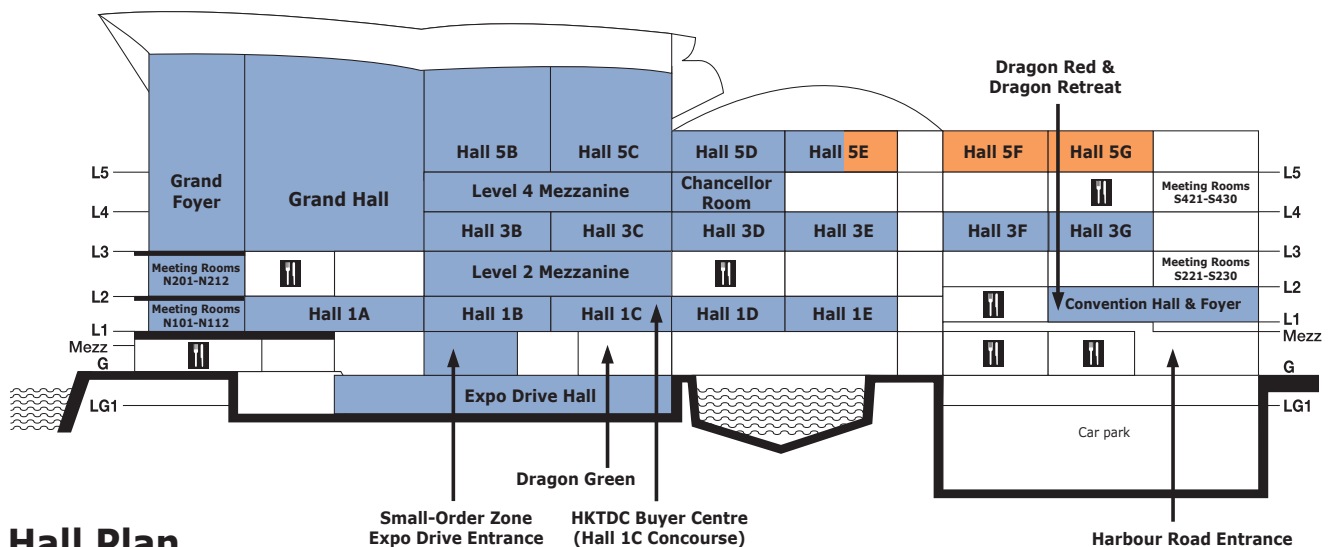 Dragon Red &
Dragon Retreat
Hall 5B
Hall 5C
Hall 5D
Hall 5E
Hall 5F
Hall 5G
L5
L5
Grand
Foyer
Grand Hall
Level 4 Mezzanine
Chancellor
Room
Meeting Rooms
S421-S430
L4
L4
Hall 3B
Hall 3C
Hall 3D
Hall 3E
Hall 3F
Hall 3G
L3
L3
Meeting Rooms
N201-N212
Level 2 Mezzanine
Meeting Rooms
S221-S230
L2
L2
Meeting Rooms
N101-N112
Hall 1A
Hall 1B
Hall 1C
Hall 1D
Hall 1E
Convention Hall & Foyer
L1
L1
Mezz
Mezz
G
G
Expo Drive Hall
LG1
LG1
Car park
Dragon Green
Small-Order Zone
Expo Drive Entrance
HKTDC Buyer Centre
(Hall 1C Concourse)
Harbour Road Entrance
Hall Plan